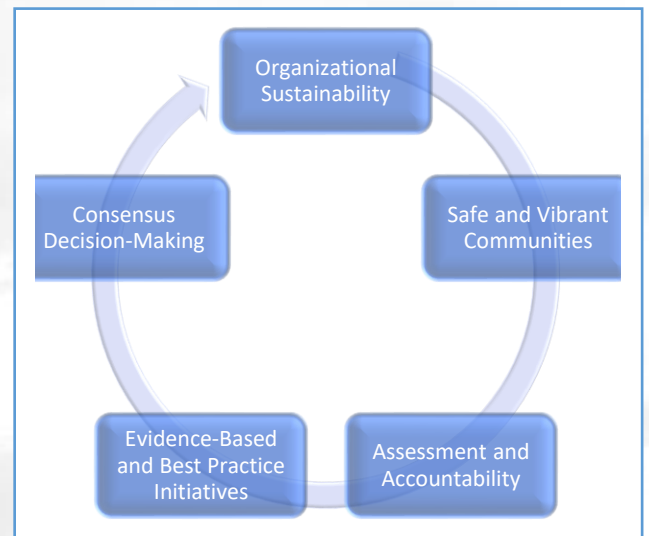 Organizational
Sustainability
Safe and Vibrant
Communities
Assessment and
Accountability
Evidence-Based
and Best Practice
Initiatives
Consensus
Decision-Making